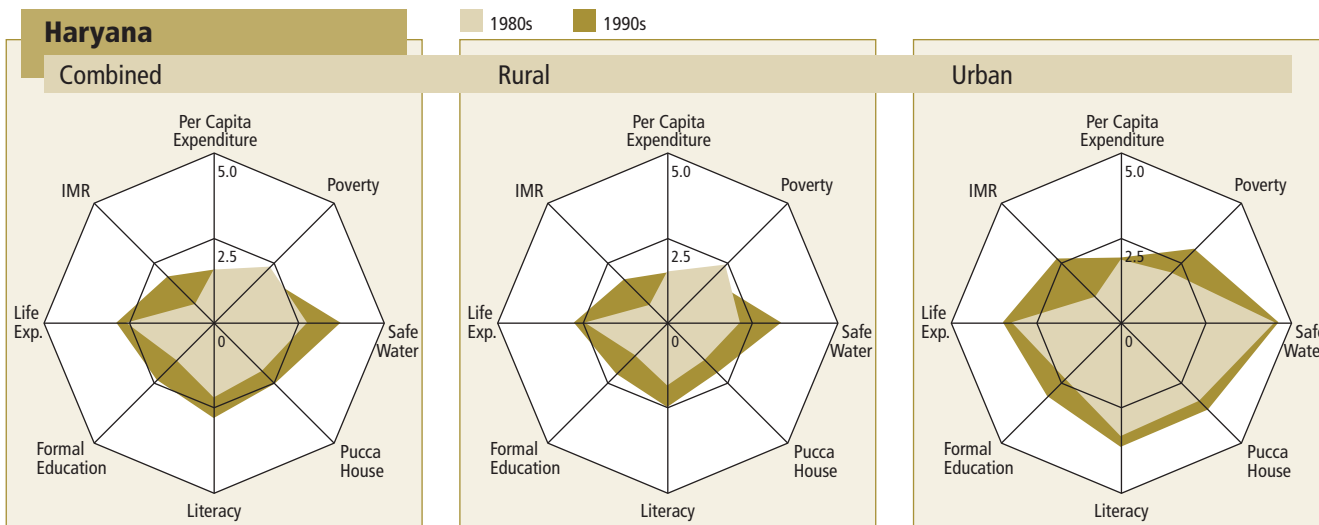 Haryana
1980s
1990s
Combined
Rural
Urban
Per Capita
Expenditure
5.0
Poverty
2.5
Safe
Water
0
Pucca
House
Literacy
Formal
Education
Life
Exp.
IMR
Per Capita
Expenditure
5.0
Poverty
2.5
Safe
Water
0
Pucca
House
Literacy
Formal
Education
Life
Exp.
IMR
Per Capita
Expenditure
5.0
Poverty
2.5
Safe
Water
0
Pucca
House
Literacy
Formal
Education
Life
Exp.
IMR